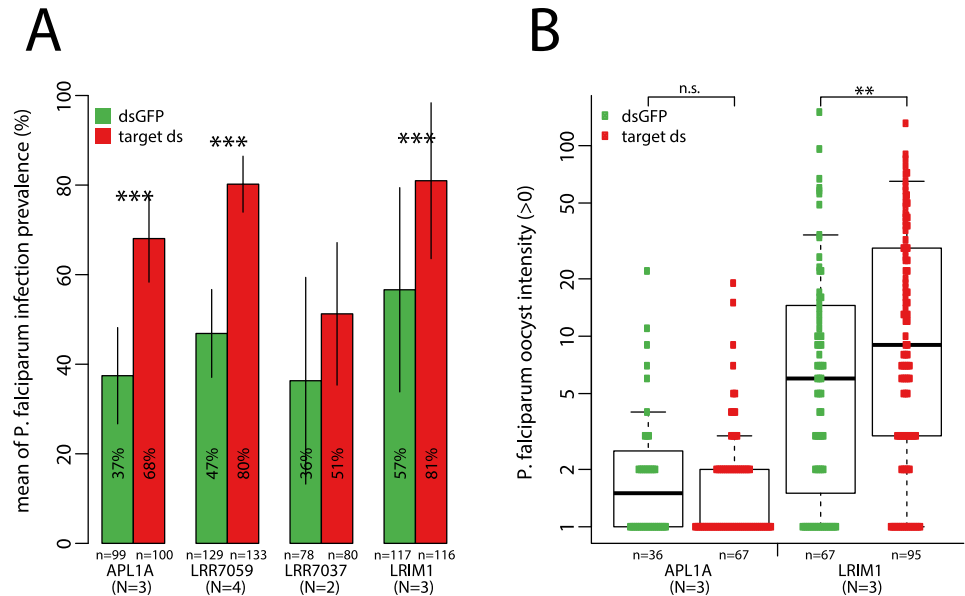 A
mean of P. falciparum infection prevalence (%)
0
20
40
60
80
100
dsGFP
target ds
***
***
***
37%
68%
47%
80%
36%
51%
57%
81%
n=99 n=100 n=129 n=133 n=78 n=80 n=117 n=116
APL1A LRR7059 LRR7037 LRIM1
(N=3) (N=4) (N=2) (N=3)
B
P. falciparum oocyst intensity (>0)
1
2
5
10
20
50
100
dsGFP
target ds
n.s.
**
n=36 n=67 n=67 n=95
APL1A LRIM1
(N=3) (N=3)